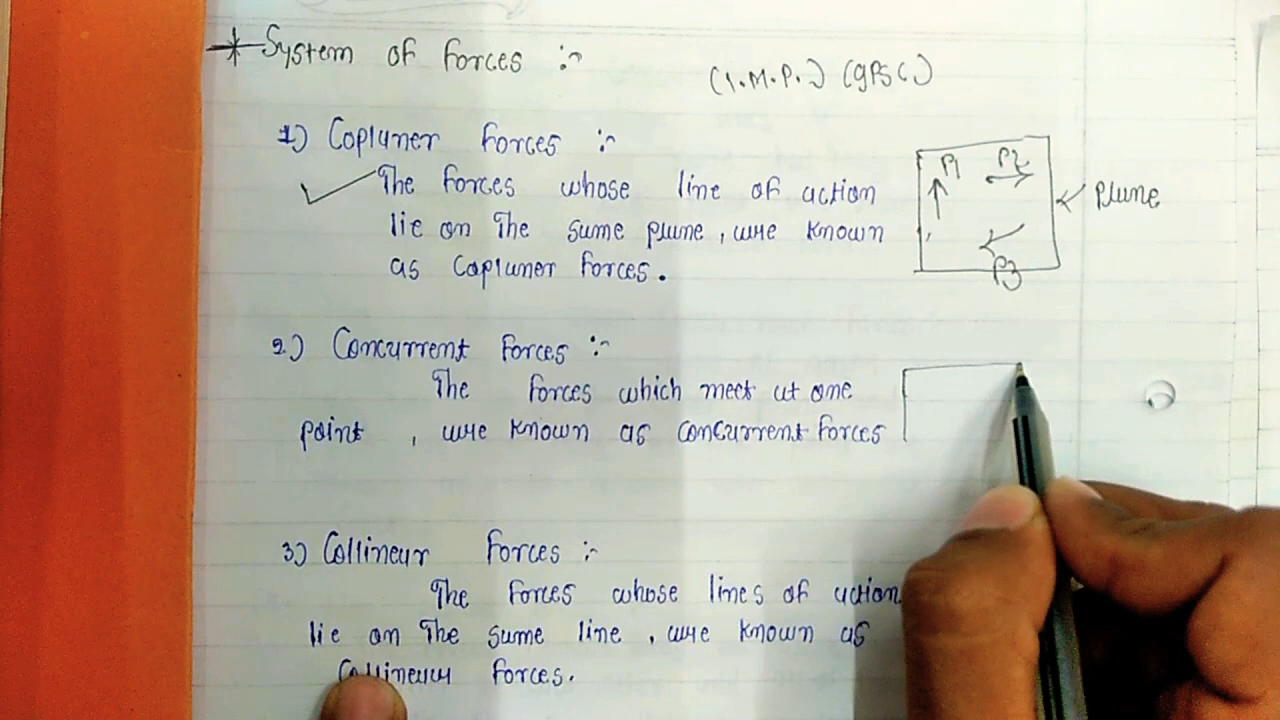 System of forces :-
(I.M.P.) (GPSC)
1) Coplaner forces :-
The forces whose line of action
lie on the same plane, are known
as Coplaner forces.
P1 P2
Plane
P3
2) Concurrent forces :-
The forces which meet at one
point, are known as concurrent forces
3) Collinear forces :-
The forces whose lines of action
lie on the same line, are known as
Collinear forces.